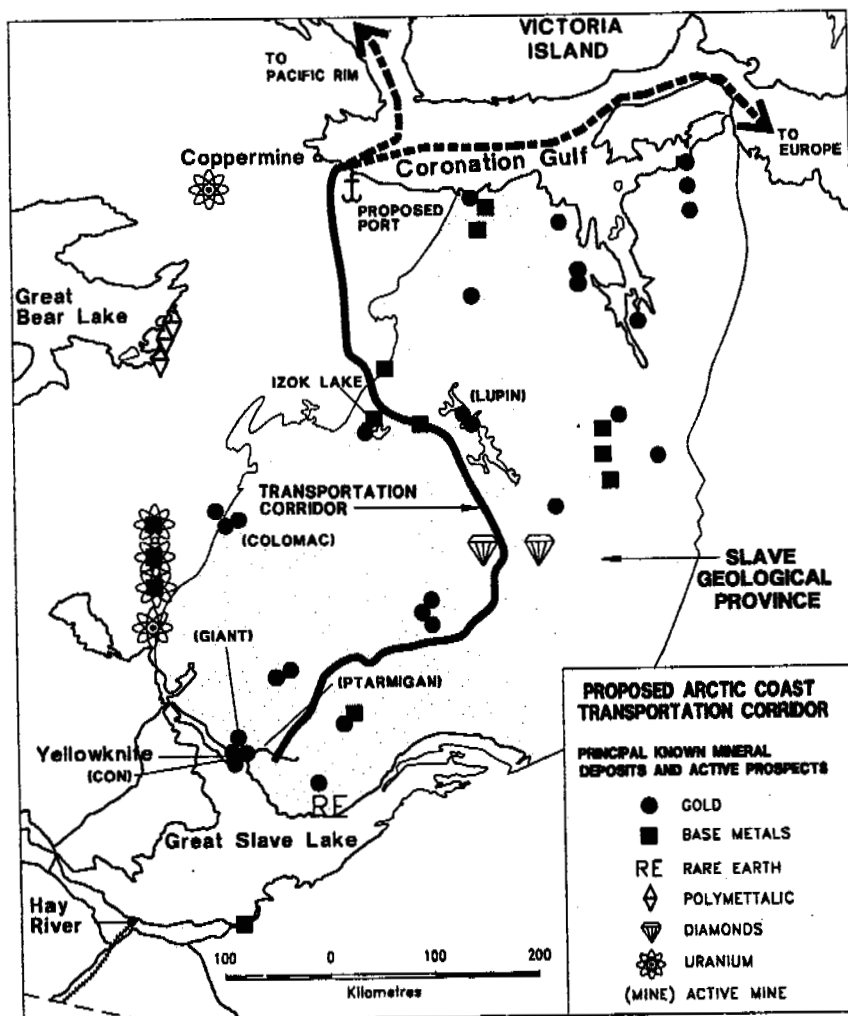 VICTORIA
ISLAND
TO
PACIFIC RIM
TO
EUROPE
Coppermine
Coronation Gulf
PROPOSED
PORT
Great
Bear Lake
IZOK LAKE
(LUPIN)
TRANSPORTATION
CORRIDOR
(COLOMAC)
SLAVE
GEOLOGICAL
PROVINCE
(GIANT)
(PTARMIGAN)
Yellowknife
(CON)
RE
Great Slave Lake
Hay
River
100 0 100 200
Kilometres
PROPOSED ARCTIC COAST
TRANSPORTATION CORRIDOR
PRINCIPAL KNOWN MINERAL
DEPOSITS AND ACTIVE PROSPECTS
GOLD
BASE METALS
RE RARE EARTH
POLYMETTALIC
DIAMONDS
URANIUM
(MINE) ACTIVE MINE